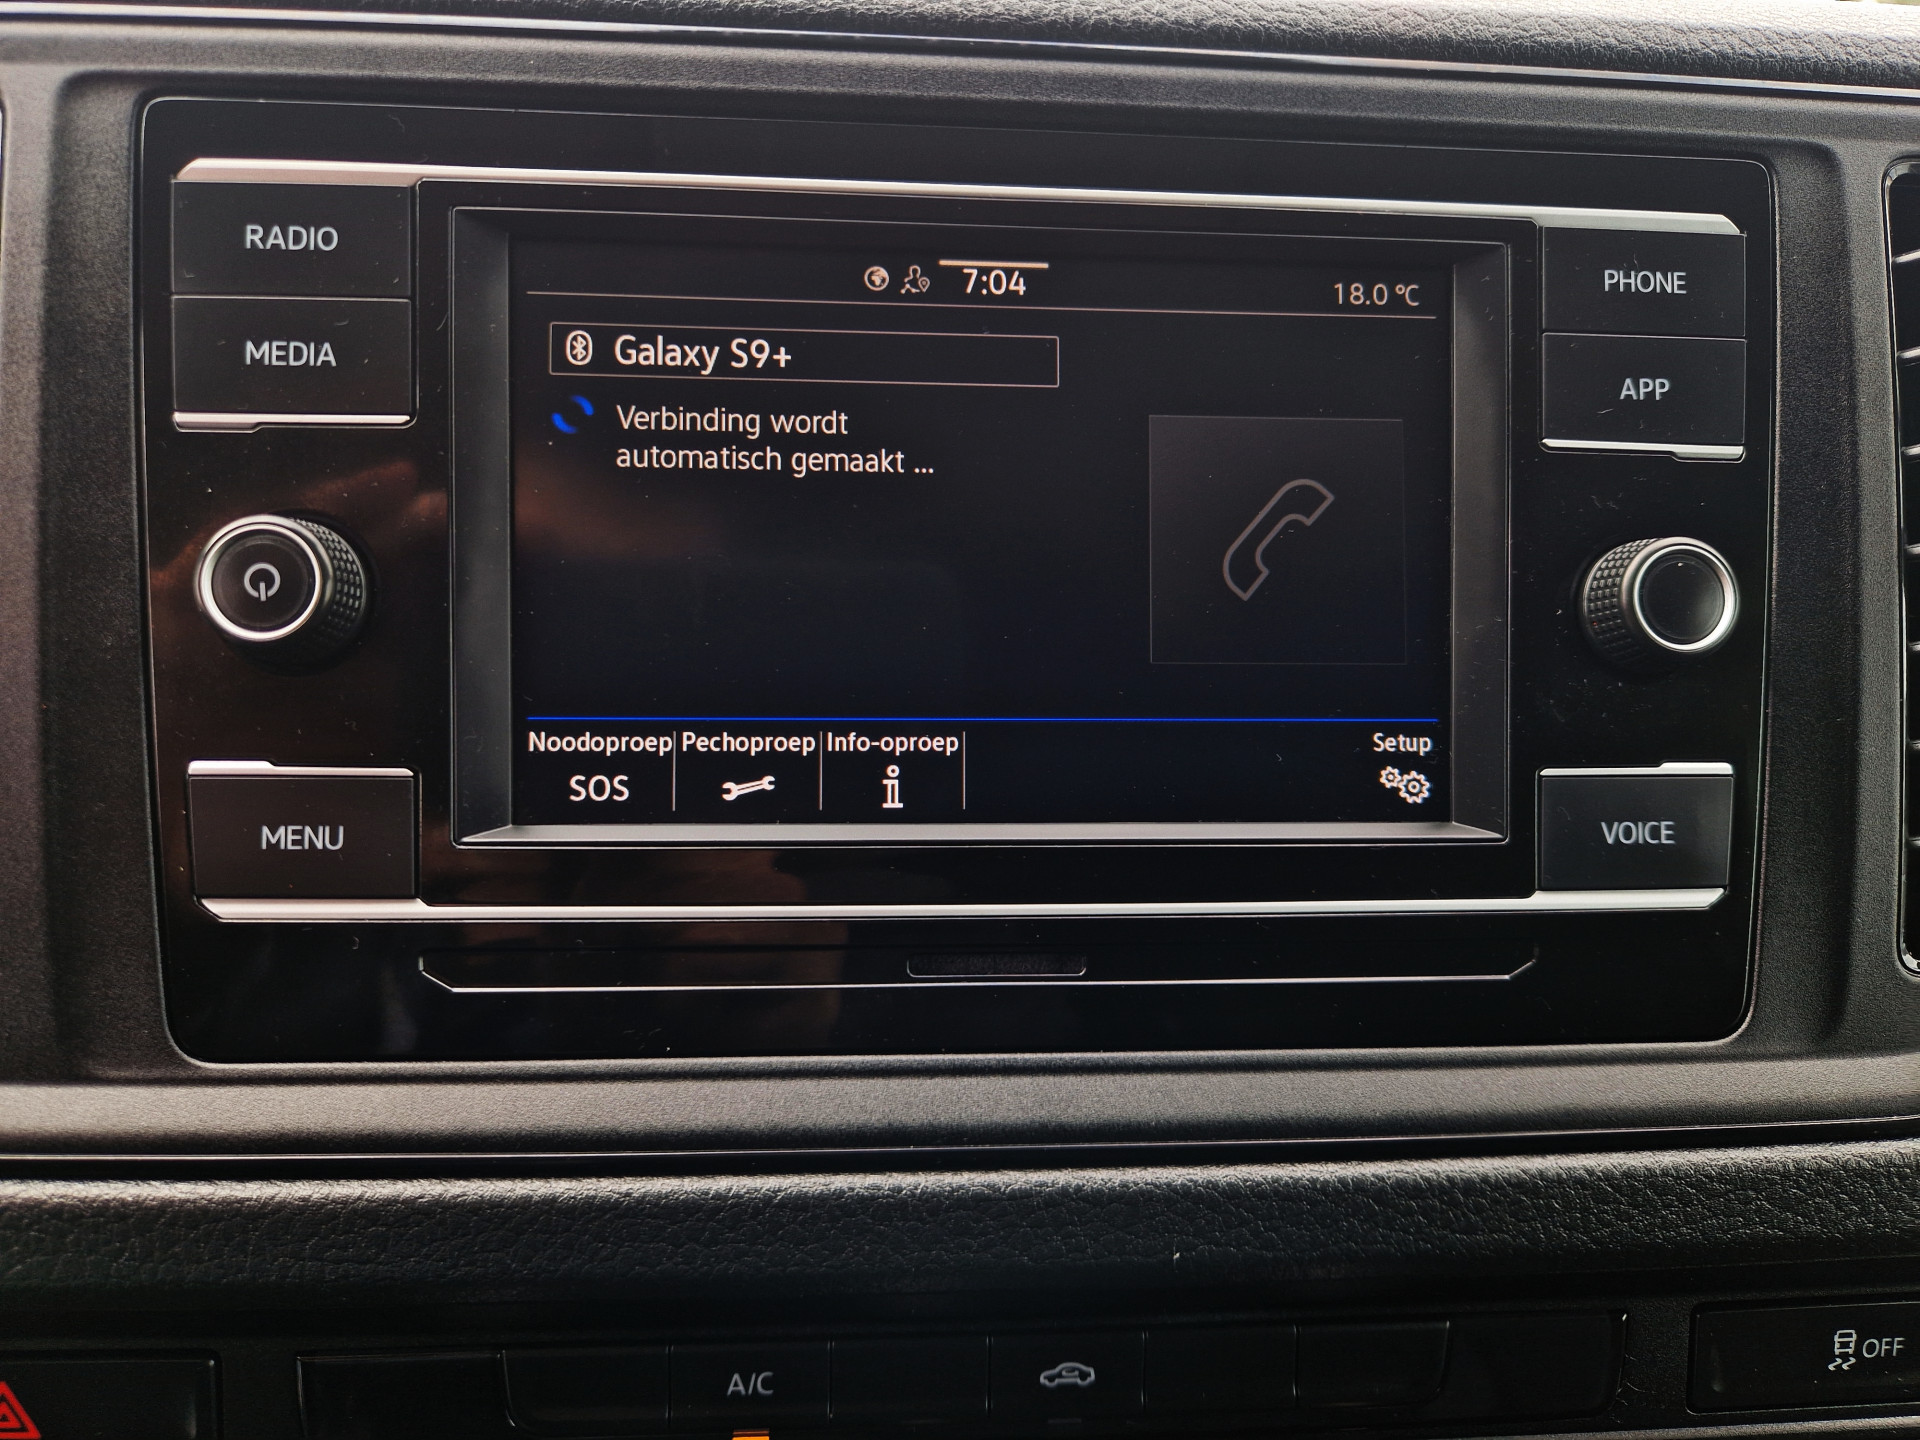 RADIO
MEDIA
MENU
7:04
18.0 °C
Galaxy S9+
Verbinding wordt
automatisch gemaakt ...
Noodoproep
SOS
Pechoproep
Info-oproep
i
Setup
PHONE
APP
VOICE
A/C
OFF